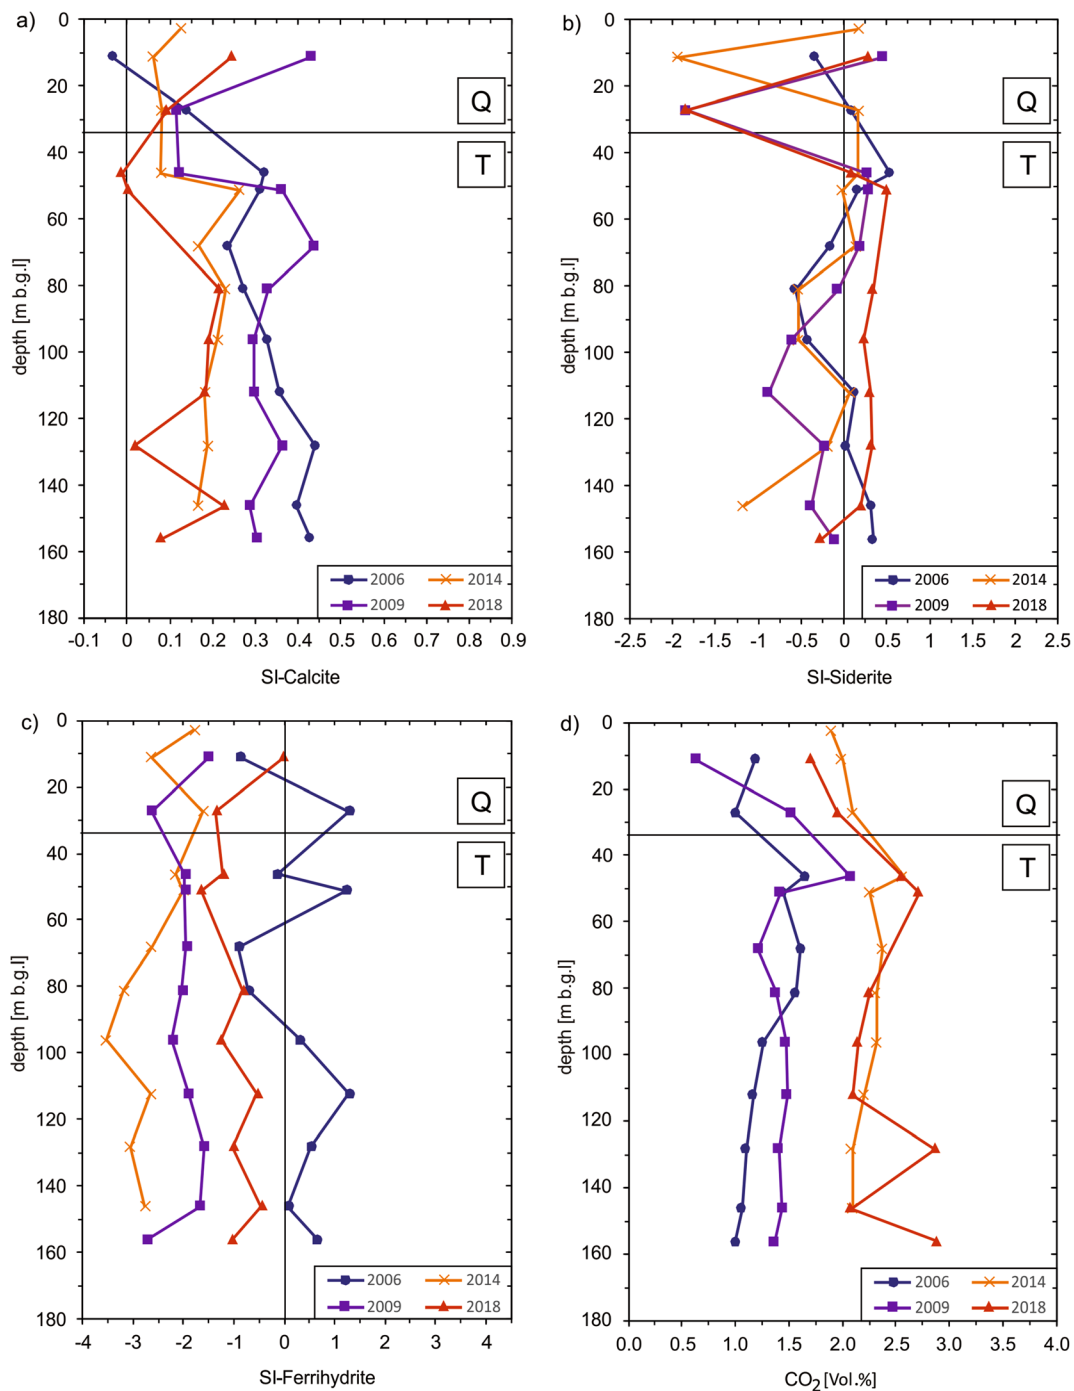 a)
0
20
40
60
80
100
120
140
160
180
depth [m b.g.l]
Q
T
2006
2014
2009
2018
-0.1 0 0.1 0.2 0.3 0.4 0.5 0.6 0.7 0.8 0.9
SI-Calcite
b)
0
20
40
60
80
100
120
140
160
180
depth [m b.g.l]
Q
T
2006
2014
2009
2018
-2.5 -2 -1.5 -1 -0.5 0 0.5 1 1.5 2 2.5
SI-Siderite
c)
0
20
40
60
80
100
120
140
160
180
depth [m b.g.l]
Q
T
2006
2014
2009
2018
-4 -3 -2 -1 0 1 2 3 4
SI-Ferrihydrite
d)
0
20
40
60
80
100
120
140
160
180
depth [m b.g.l]
Q
T
2006
2014
2009
2018
0.0 0.5 1.0 1.5 2.0 2.5 3.0 3.5 4.0
CO₂ [Vol.%]